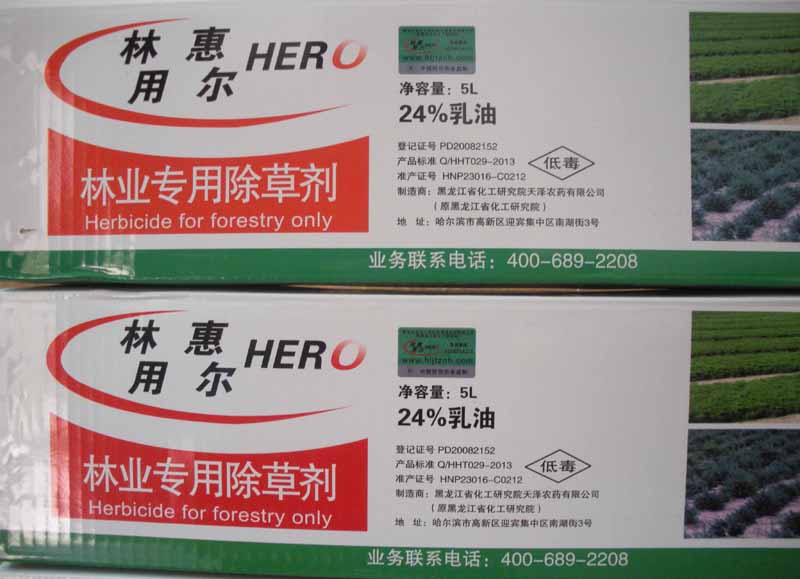 林 惠 HERO
用 尔
www.hljtznh.com
净容量：5L
24%乳油
登记证号 PD20082152
产品标准 Q/HHT029-2013
准产证号 HNP23016-C0212
低毒
制造商：黑龙江省化工研究院天泽农药有限公司
（原黑龙江省化工研究院）
地 址：哈尔滨市高新区迎宾集中区南湖街3号
林业专用除草剂
Herbicide for forestry only
业务联系电话：400-689-2208
林 惠 HERO
用 尔
www.hljtznh.com
净容量：5L
24%乳油
登记证号 PD20082152
产品标准 Q/HHT029-2013
准产证号 HNP23016-C0212
低毒
制造商：黑龙江省化工研究院天泽农药有限公司
（原黑龙江省化工研究院）
地 址：哈尔滨市高新区迎宾集中区南湖街3号
林业专用除草剂
Herbicide for forestry only
业务联系电话：400-689-2208